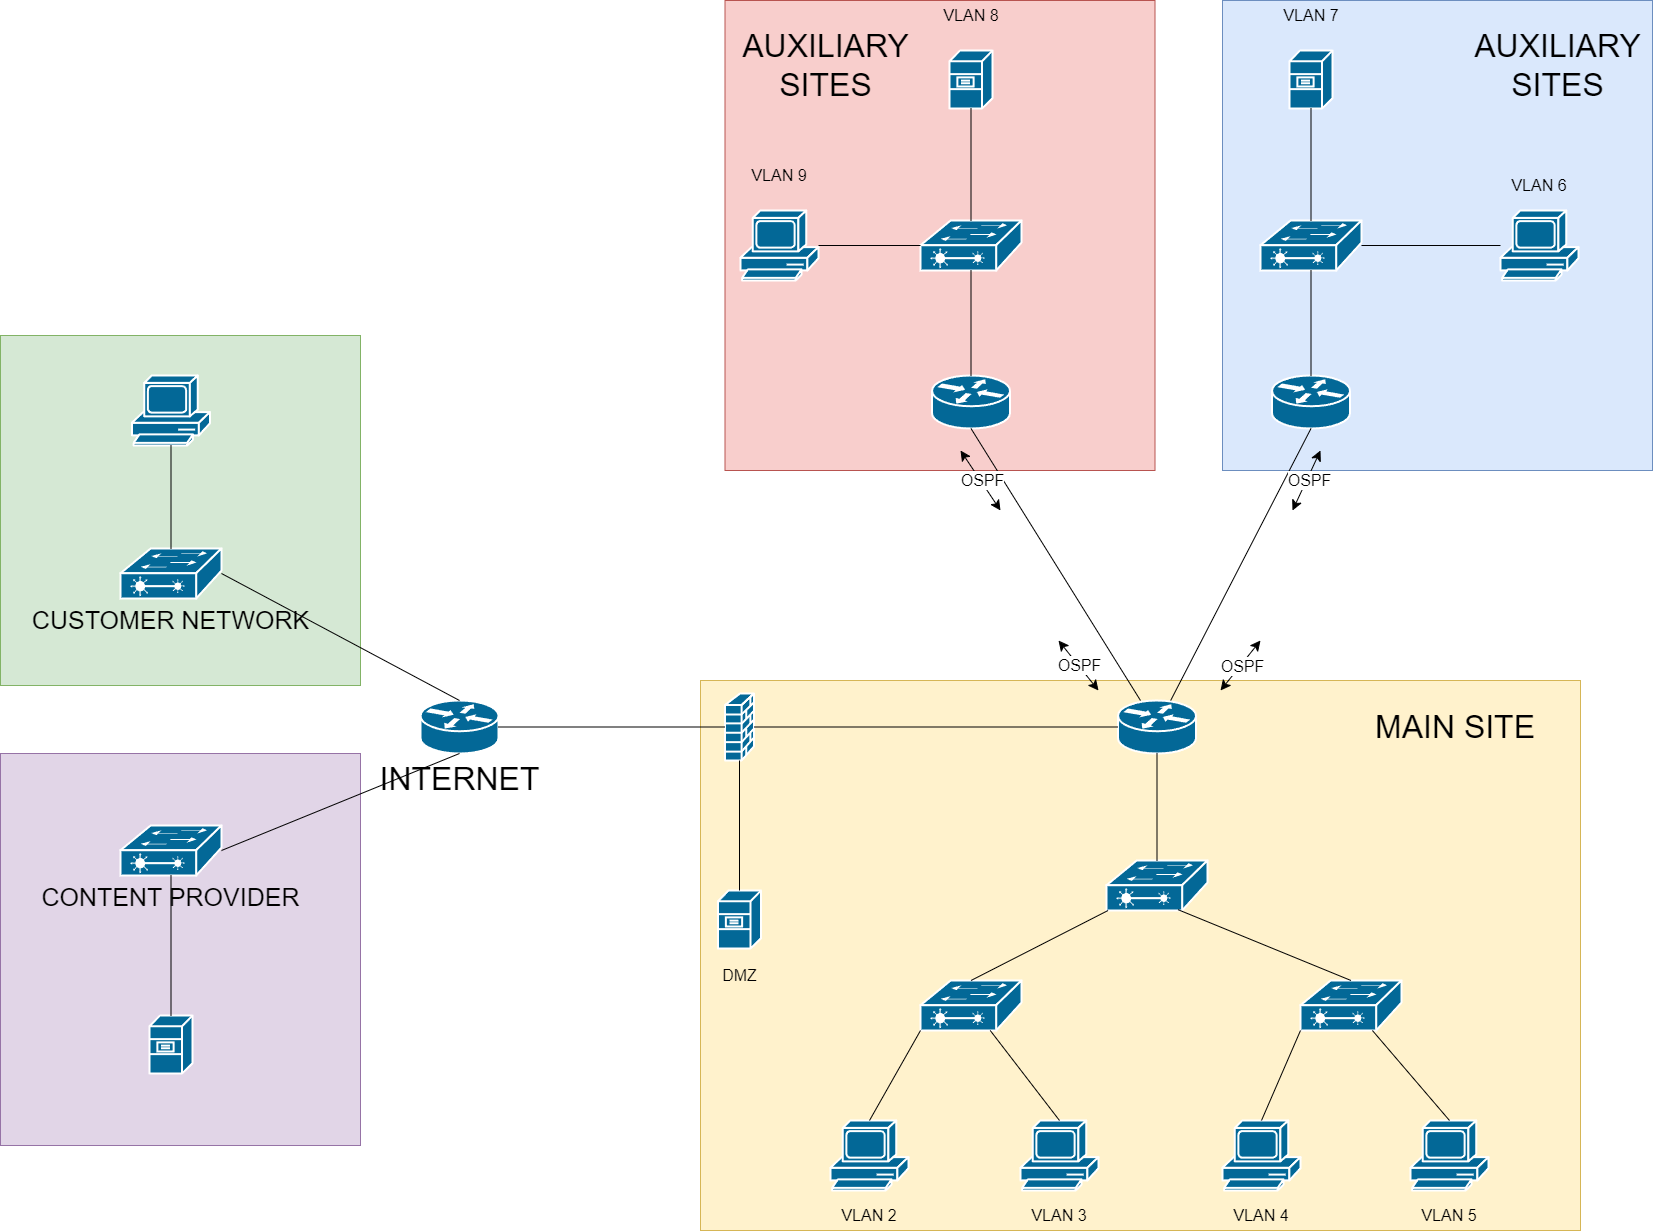 VLAN 8
AUXILIARY
SITES
VLAN 9
VLAN 7
AUXILIARY
SITES
VLAN 6
OSPF
OSPF
CUSTOMER NETWORK
OSPF
OSPF
MAIN SITE
INTERNET
CONTENT PROVIDER
DMZ
VLAN 2
VLAN 3
VLAN 4
VLAN 5